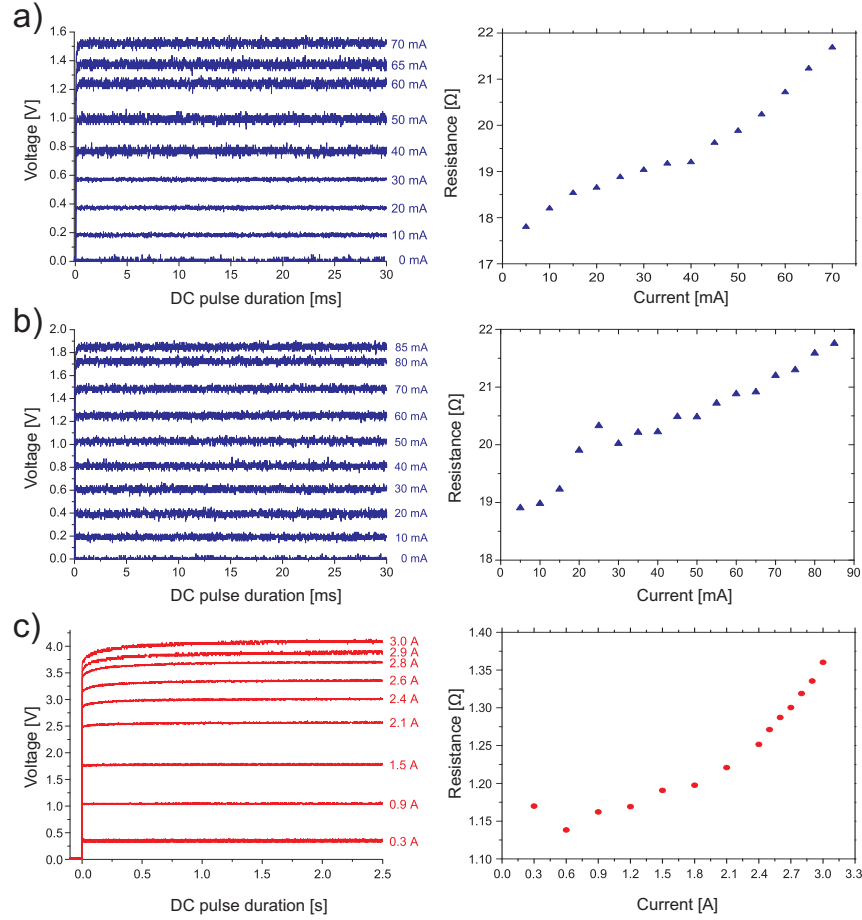 a)
1.6
1.4
1.2
1.0
0.8
0.6
0.4
0.2
0.0
Voltage [V]
70 mA
65 mA
60 mA
50 mA
40 mA
30 mA
20 mA
10 mA
0 mA
0 5 10 15 20 25 30
DC pulse duration [ms]
22
21
20
19
18
17
Resistance [Ω]
0 10 20 30 40 50 60 70
Current [mA]
b)
2.0
1.8
1.6
1.4
1.2
1.0
0.8
0.6
0.4
0.2
0.0
Voltage [V]
85 mA
80 mA
70 mA
60 mA
50 mA
40 mA
30 mA
20 mA
10 mA
0 mA
0 5 10 15 20 25 30
DC pulse duration [ms]
22
21
20
19
18
Resistance [Ω]
0 10 20 30 40 50 60 70 80 90
Current [mA]
c)
4.0
3.5
3.0
2.5
2.0
1.5
1.0
0.5
0.0
Voltage [V]
3.0 A
2.9 A
2.8 A
2.6 A
2.4 A
2.1 A
1.5 A
0.9 A
0.3 A
0.0 0.5 1.0 1.5 2.0 2.5
DC pulse duration [s]
1.40
1.35
1.30
1.25
1.20
1.15
1.10
Resistance [Ω]
0.0 0.3 0.6 0.9 1.2 1.5 1.8 2.1 2.4 2.7 3.0 3.3
Current [A]